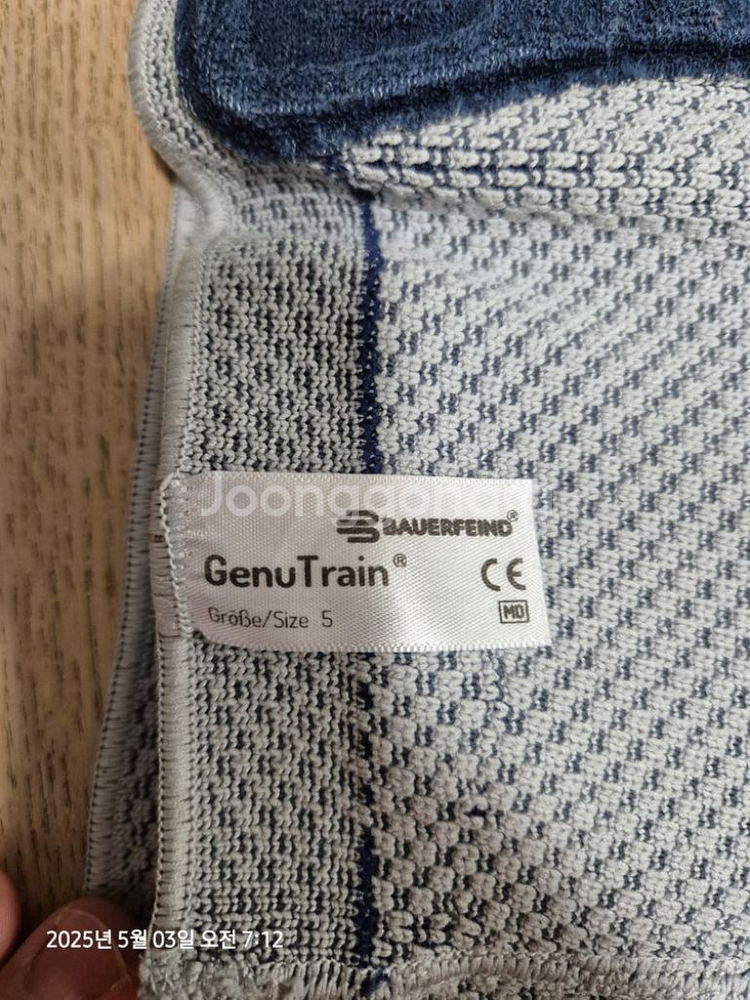 Joonggonara
BAUERFEIND®
GenuTrain®
CE
Größe/Size 5
MD
2025년 5월 03일 오전 7:12